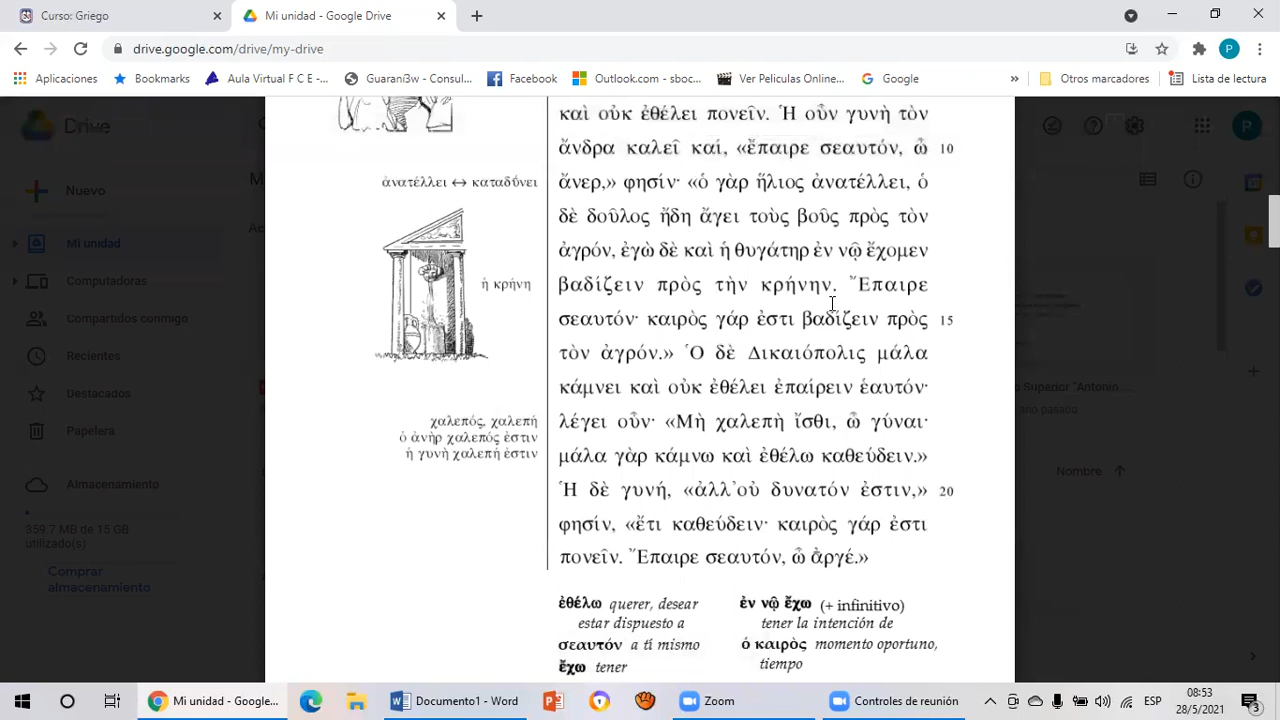 Curso: Griego
Mi unidad - Google Drive
drive.google.com/drive/my-drive
P
Aplicaciones
Bookmarks
Aula Virtual F C E -...
Guaraní3w - Consul...
Facebook
Outlook.com - sboc...
Ver Peliculas Online...
Google
»
Otros marcadores
Lista de lectura
Drive
P
Nuevo
Mi unidad
Computadoras
Compartidos conmigo
Recientes
Destacados
Papelera
Almacenamiento
359.7 MB de 15 GB
utilizado(s)
Comprar
almacenamiento
Superior "Antonio
Nombre
ἀνατέλλει ↔ καταδύνει
ἡ κρήνη
χαλεπός, χαλεπή
ὁ ἀνὴρ χαλεπός ἐστιν
ἡ γυνὴ χαλεπή ἐστιν
καὶ οὐκ ἐθέλει πονεῖν. Ἡ οὖν γυνὴ τὸν
ἄνδρα καλεῖ καί, «ἔπαιρε σεαυτόν, ὦ 10
ἄνερ,» φησίν· «ὁ γὰρ ἥλιος ἀνατέλλει, ὁ
δὲ δοῦλος ἤδη ἄγει τοὺς βοῦς πρὸς τὸν
ἀγρόν, ἐγὼ δὲ καὶ ἡ θυγάτηρ ἐν νῷ ἔχομεν
βαδίζειν πρὸς τὴν κρήνην. Ἔπαιρε
σεαυτόν· καιρὸς γάρ ἐστι βαδίζειν πρὸς 15
τὸν ἀγρόν.» Ὁ δὲ Δικαιόπολις μάλα
κάμνει καὶ οὐκ ἐθέλει ἐπαίρειν ἑαυτόν·
λέγει οὖν· «Μὴ χαλεπὴ ἴσθι, ὦ γύναι·
μάλα γὰρ κάμνω καὶ ἐθέλω καθεύδειν.»
Ἡ δὲ γυνή, «ἀλλ'οὐ δυνατόν ἐστιν,» 20
φησίν, «ἔτι καθεύδειν· καιρὸς γάρ ἐστι
πονεῖν. Ἔπαιρε σεαυτόν, ὦ ἀργέ.»
ἐθέλω querer, desear
estar dispuesto a
σεαυτόν a tí mismo
ἔχω tener
ἐν νῷ ἔχω (+ infinitivo)
tener la intención de
ὁ καιρὸς momento oportuno,
tiempo
Mi unidad - Google...
Documento1 - Word
Zoom
Controles de reunión
ESP
08:53
28/5/2021
3